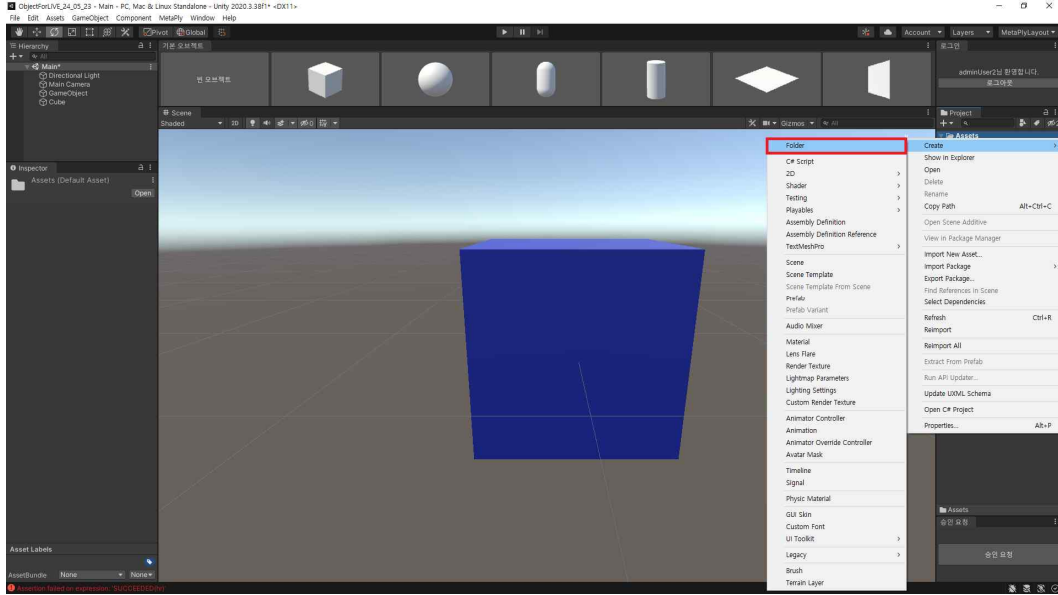 ObjectForLIVE_24_05_23 - Main - PC, Mac & Linux Standalone - Unity 2020.3.38f1* <DX11>
File Edit Assets GameObject Component MetaPly Window Help
Pivot Global
Account Layers MetaPlyLayout
Hierarchy
All
Main*
Directional Light
Main Camera
GameObject
Cube
기본 오브젝트
빈 오브젝트
로그인
adminUser2님 환영합니다.
로그아웃
Scene
Shaded 2D 0 Gizmos All
Project
Assets
Inspector
Assets (Default Asset)
Open
Folder
C# Script
2D
Shader
Testing
Playables
Assembly Definition
Assembly Definition Reference
TextMeshPro
Scene
Scene Template
Scene Template From Scene
Prefab
Prefab Variant
Audio Mixer
Material
Lens Flare
Render Texture
Lightmap Parameters
Lighting Settings
Custom Render Texture
Animator Controller
Animation
Animator Override Controller
Avatar Mask
Timeline
Signal
Physic Material
GUI Skin
Custom Font
UI Toolkit
Legacy
Brush
Terrain Layer
Create
Show in Explorer
Open
Delete
Rename
Copy Path Alt+Ctrl+C
Open Scene Additive
View in Package Manager
Import New Asset...
Import Package
Export Package...
Find References In Scene
Select Dependencies
Refresh Ctrl+R
Reimport
Reimport All
Extract From Prefab
Run API Updater...
Update UXML Schema
Open C# Project
Properties... Alt+P
Assets
승인 요청
승인 요청
Asset Labels
AssetBundle None None
Assertion failed on expression: 'SUCCEEDED(hr)'